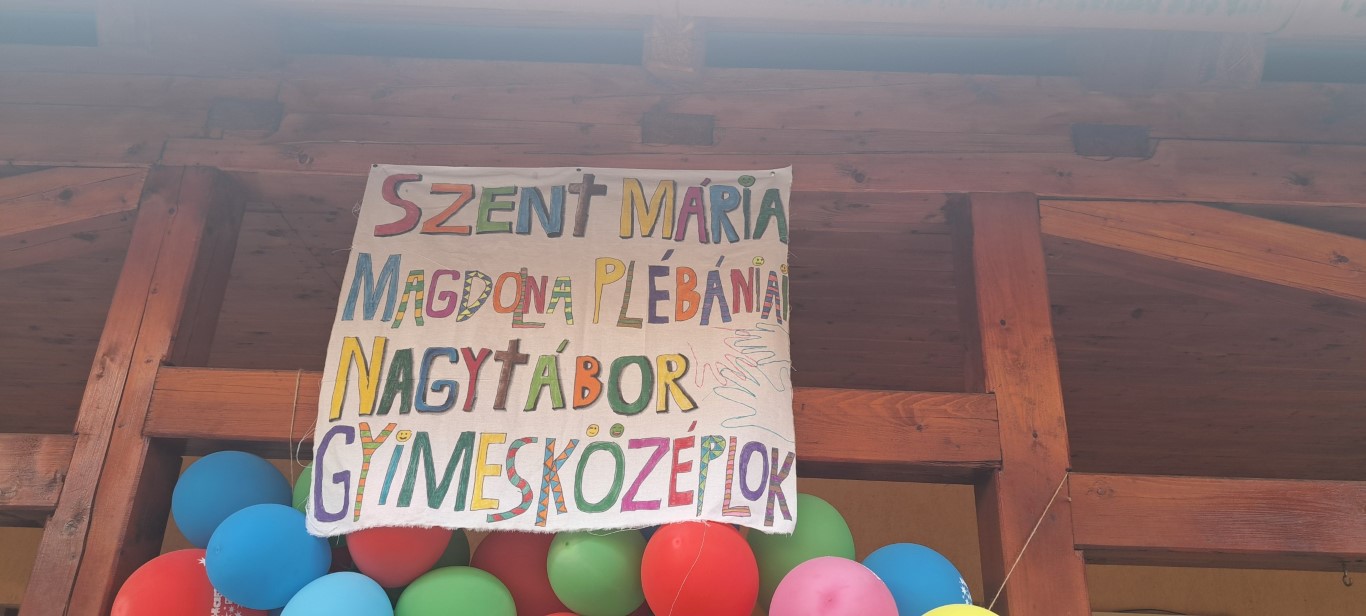 SZENT MÁRIA
MAGDOLNA PLÉBÁNIAI
NAGYTÁBOR
GYIMESKÖZÉPLOK